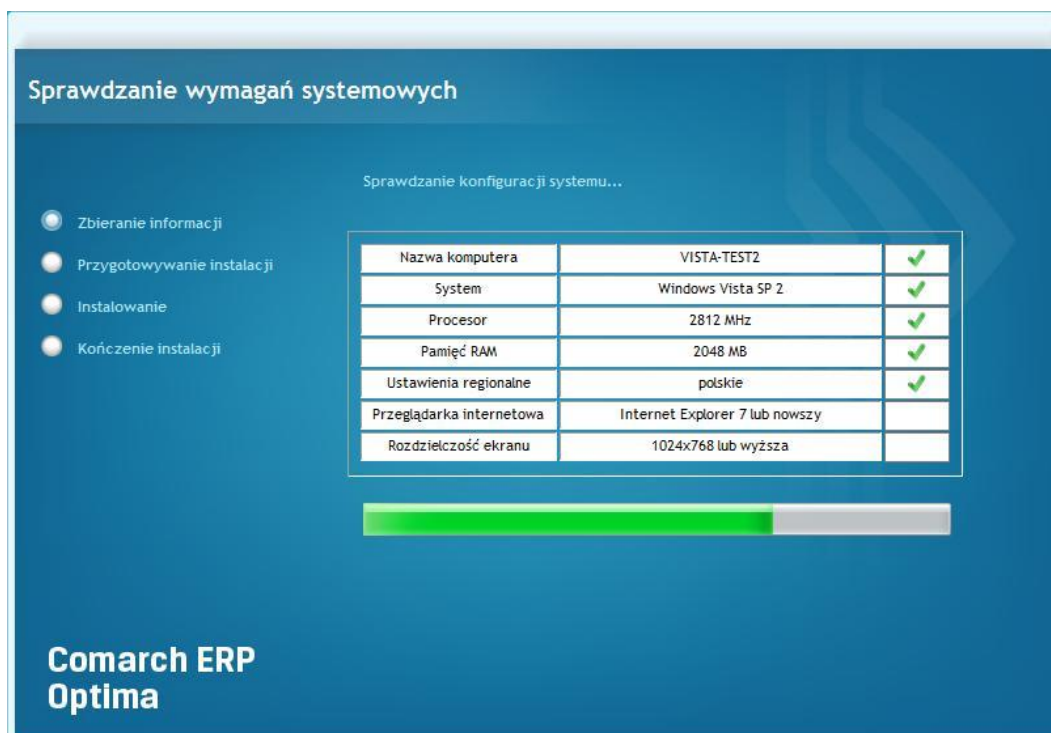 Sprawdzanie wymagań systemowych
Sprawdzanie konfiguracji systemu...
Zbieranie informacji
Przygotowywanie instalacji
Instalowanie
Kończenie instalacji
Nazwa komputera VISTA-TEST2
System Windows Vista SP 2
Procesor 2812 MHz
Pamięć RAM 2048 MB
Ustawienia regionalne polskie
Przeglądarka internetowa Internet Explorer 7 lub nowszy
Rozdzielczość ekranu 1024x768 lub wyższa
Comarch ERP
Optima